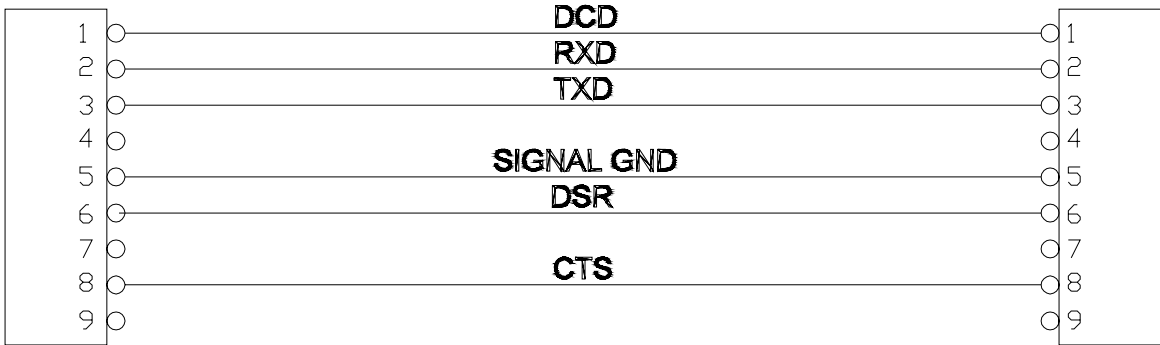 DCD
1 1
RXD
2 2
TXD
3 3
4 4
SIGNAL GND
5 5
DSR
6 6
7 7
CTS
8 8
9 9